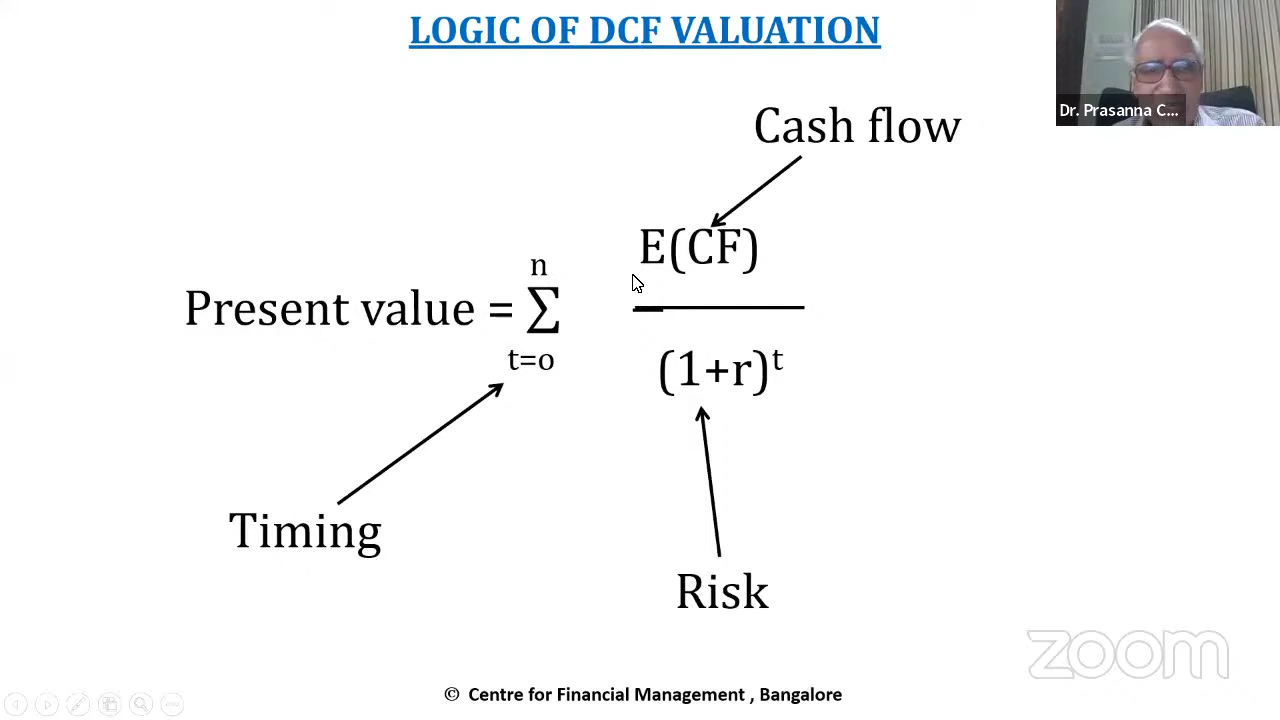 LOGIC OF DCF VALUATION
Dr. Prasanna C...
Cash flow
E(CF)
n
Present value = Σ
t=o
(1+r)^t
Timing
Risk
zoom
© Centre for Financial Management , Bangalore